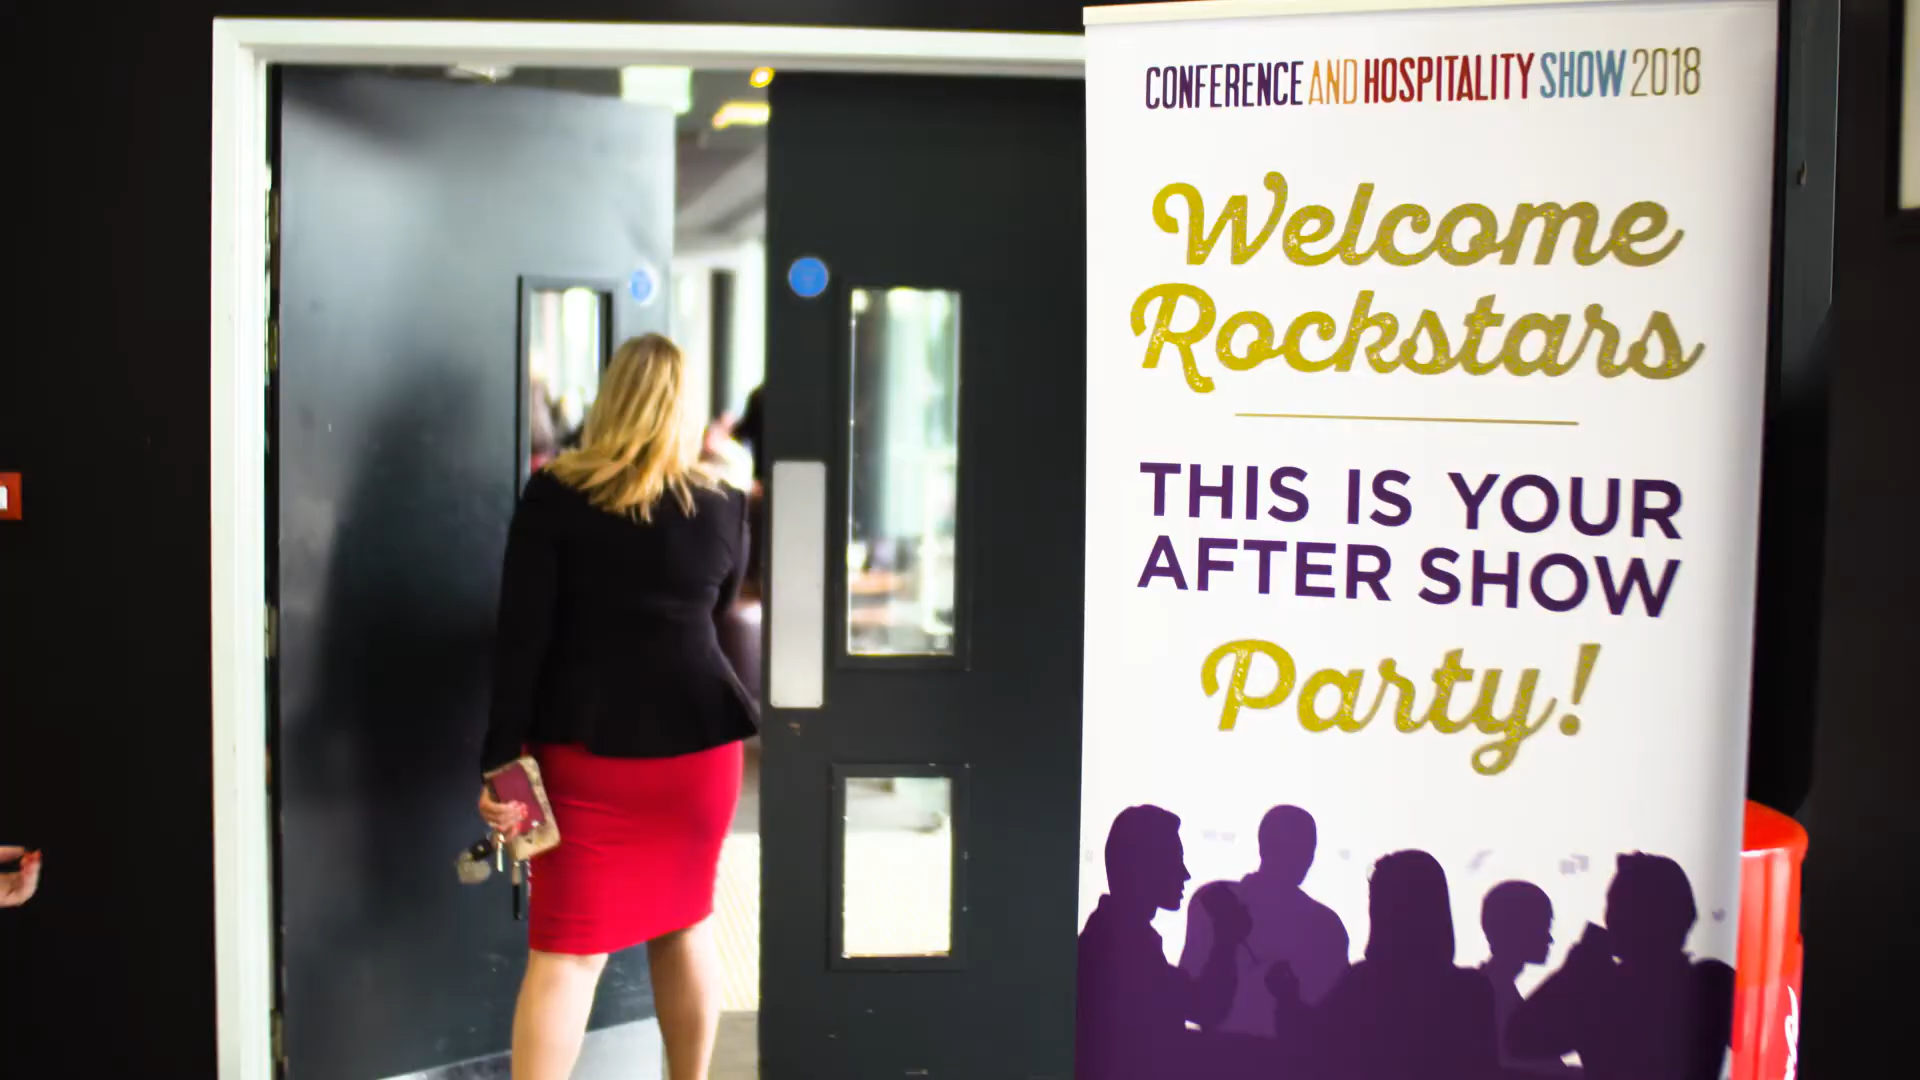 CONFERENCE AND HOSPITALITY SHOW 2018
Welcome
Rockstars
THIS IS YOUR
AFTER SHOW
Party!